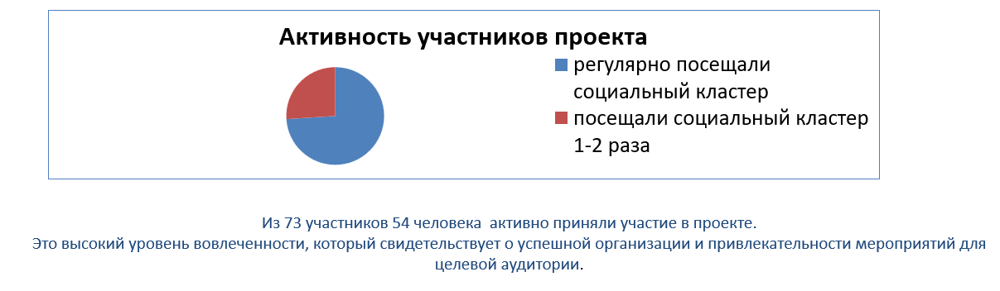 Активность участников проекта
регулярно посещали
социальный кластер
посещали социальный кластер
1-2 раза
Из 73 участников 54 человека  активно приняли участие в проекте.
Это высокий уровень вовлеченности, который свидетельствует о успешной организации и привлекательности мероприятий для
целевой аудитории.